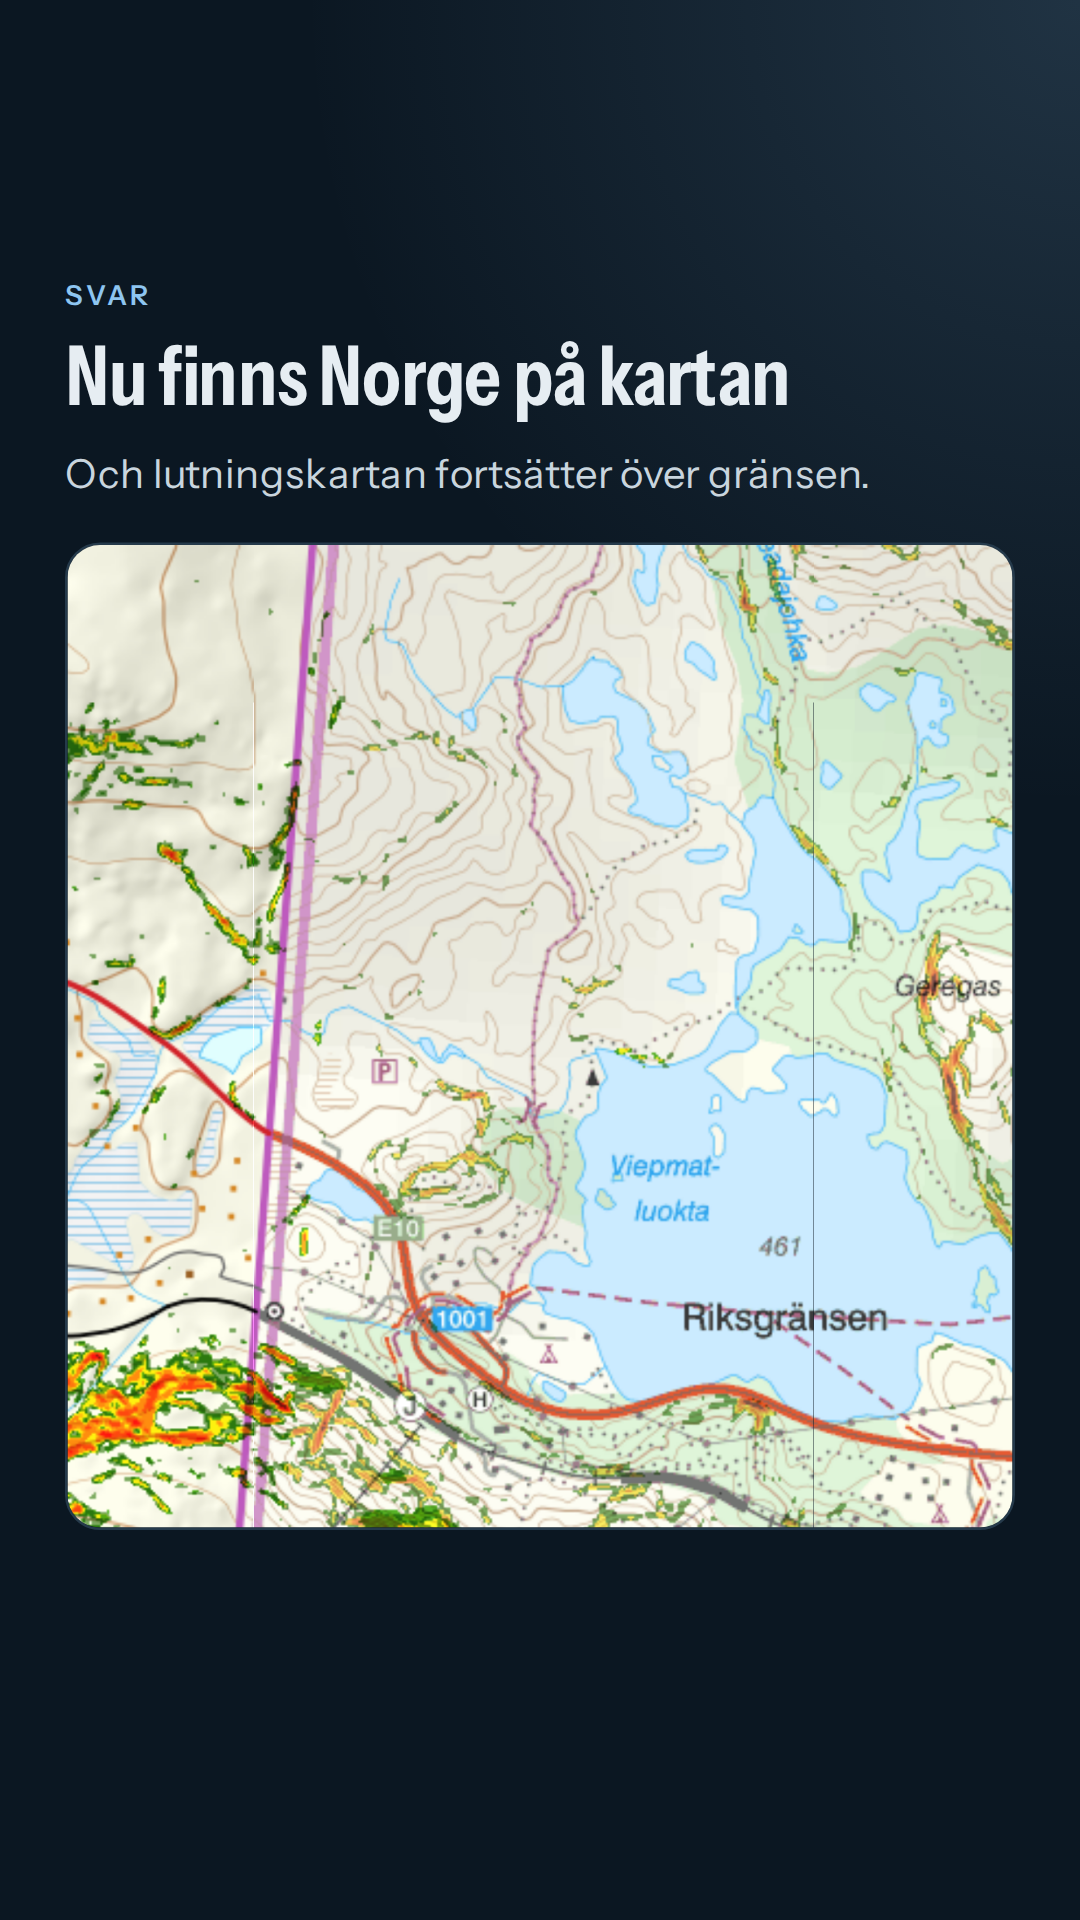 SVAR
Nu finns Norge på kartan
Och lutningskartan fortsätter över gränsen.
Geregas
P
Viepmat-
luokta
E10
461
1001
Riksgränsen
J
H